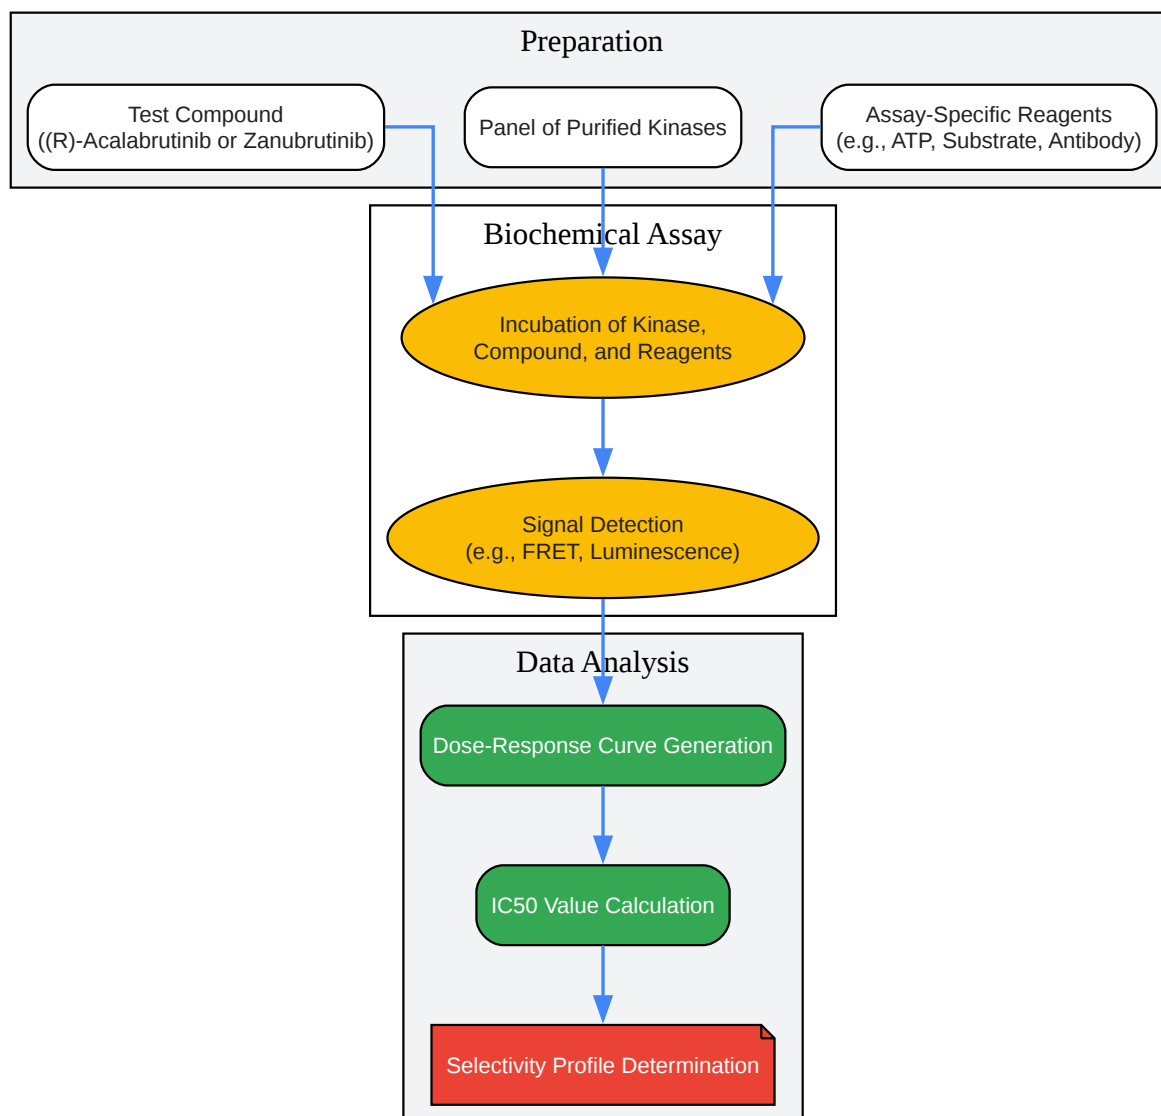 Preparation
Test Compound
((R)-Acalabrutinib or Zanubrutinib)
Panel of Purified Kinases
Assay-Specific Reagents
(e.g., ATP, Substrate, Antibody)
Biochemical Assay
Incubation of Kinase,
Compound, and Reagents
Signal Detection
(e.g., FRET, Luminescence)
Data Analysis
Dose-Response Curve Generation
IC50 Value Calculation
Selectivity Profile Determination